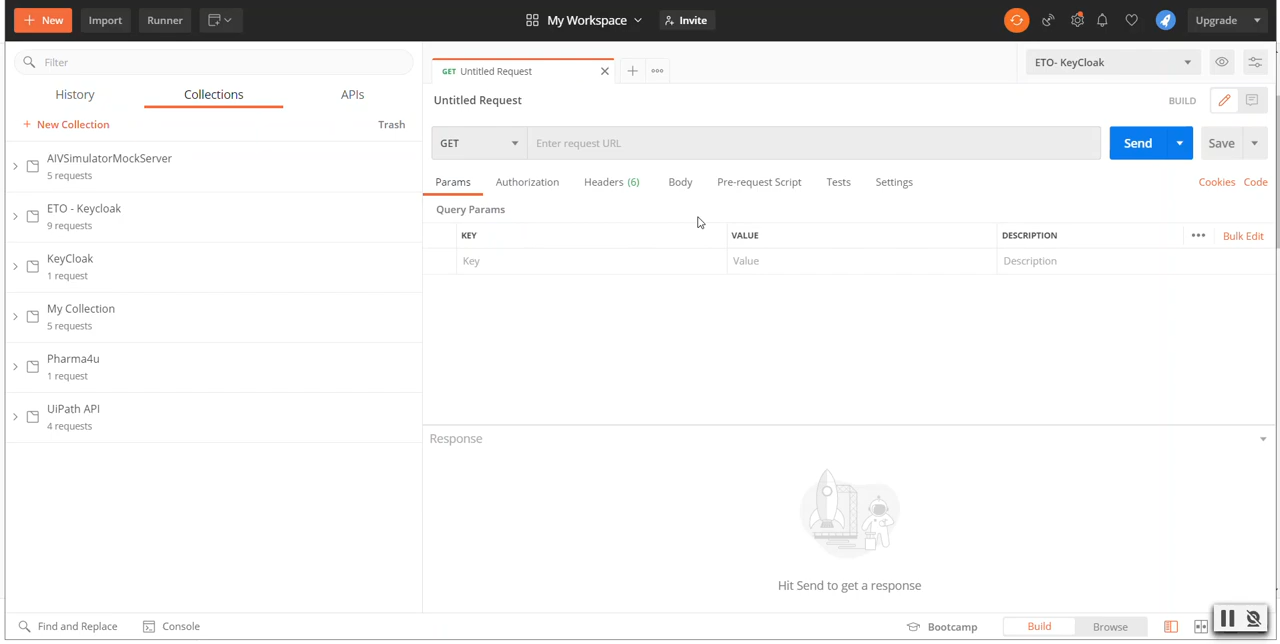 New Import Runner My Workspace Invite Upgrade
Filter
History Collections APIs
+ New Collection Trash
AIVSimulatorMockServer
5 requests
ETO - Keycloak
9 requests
KeyCloak
1 request
My Collection
5 requests
Pharma4u
1 request
UiPath API
4 requests
GET Untitled Request ETO- KeyCloak
Untitled Request BUILD
GET Enter request URL Send Save
Params Authorization Headers (6) Body Pre-request Script Tests Settings Cookies Code
Query Params
KEY VALUE DESCRIPTION Bulk Edit
Key Value Description
Response
Hit Send to get a response
Find and Replace Console Bootcamp Build Browse